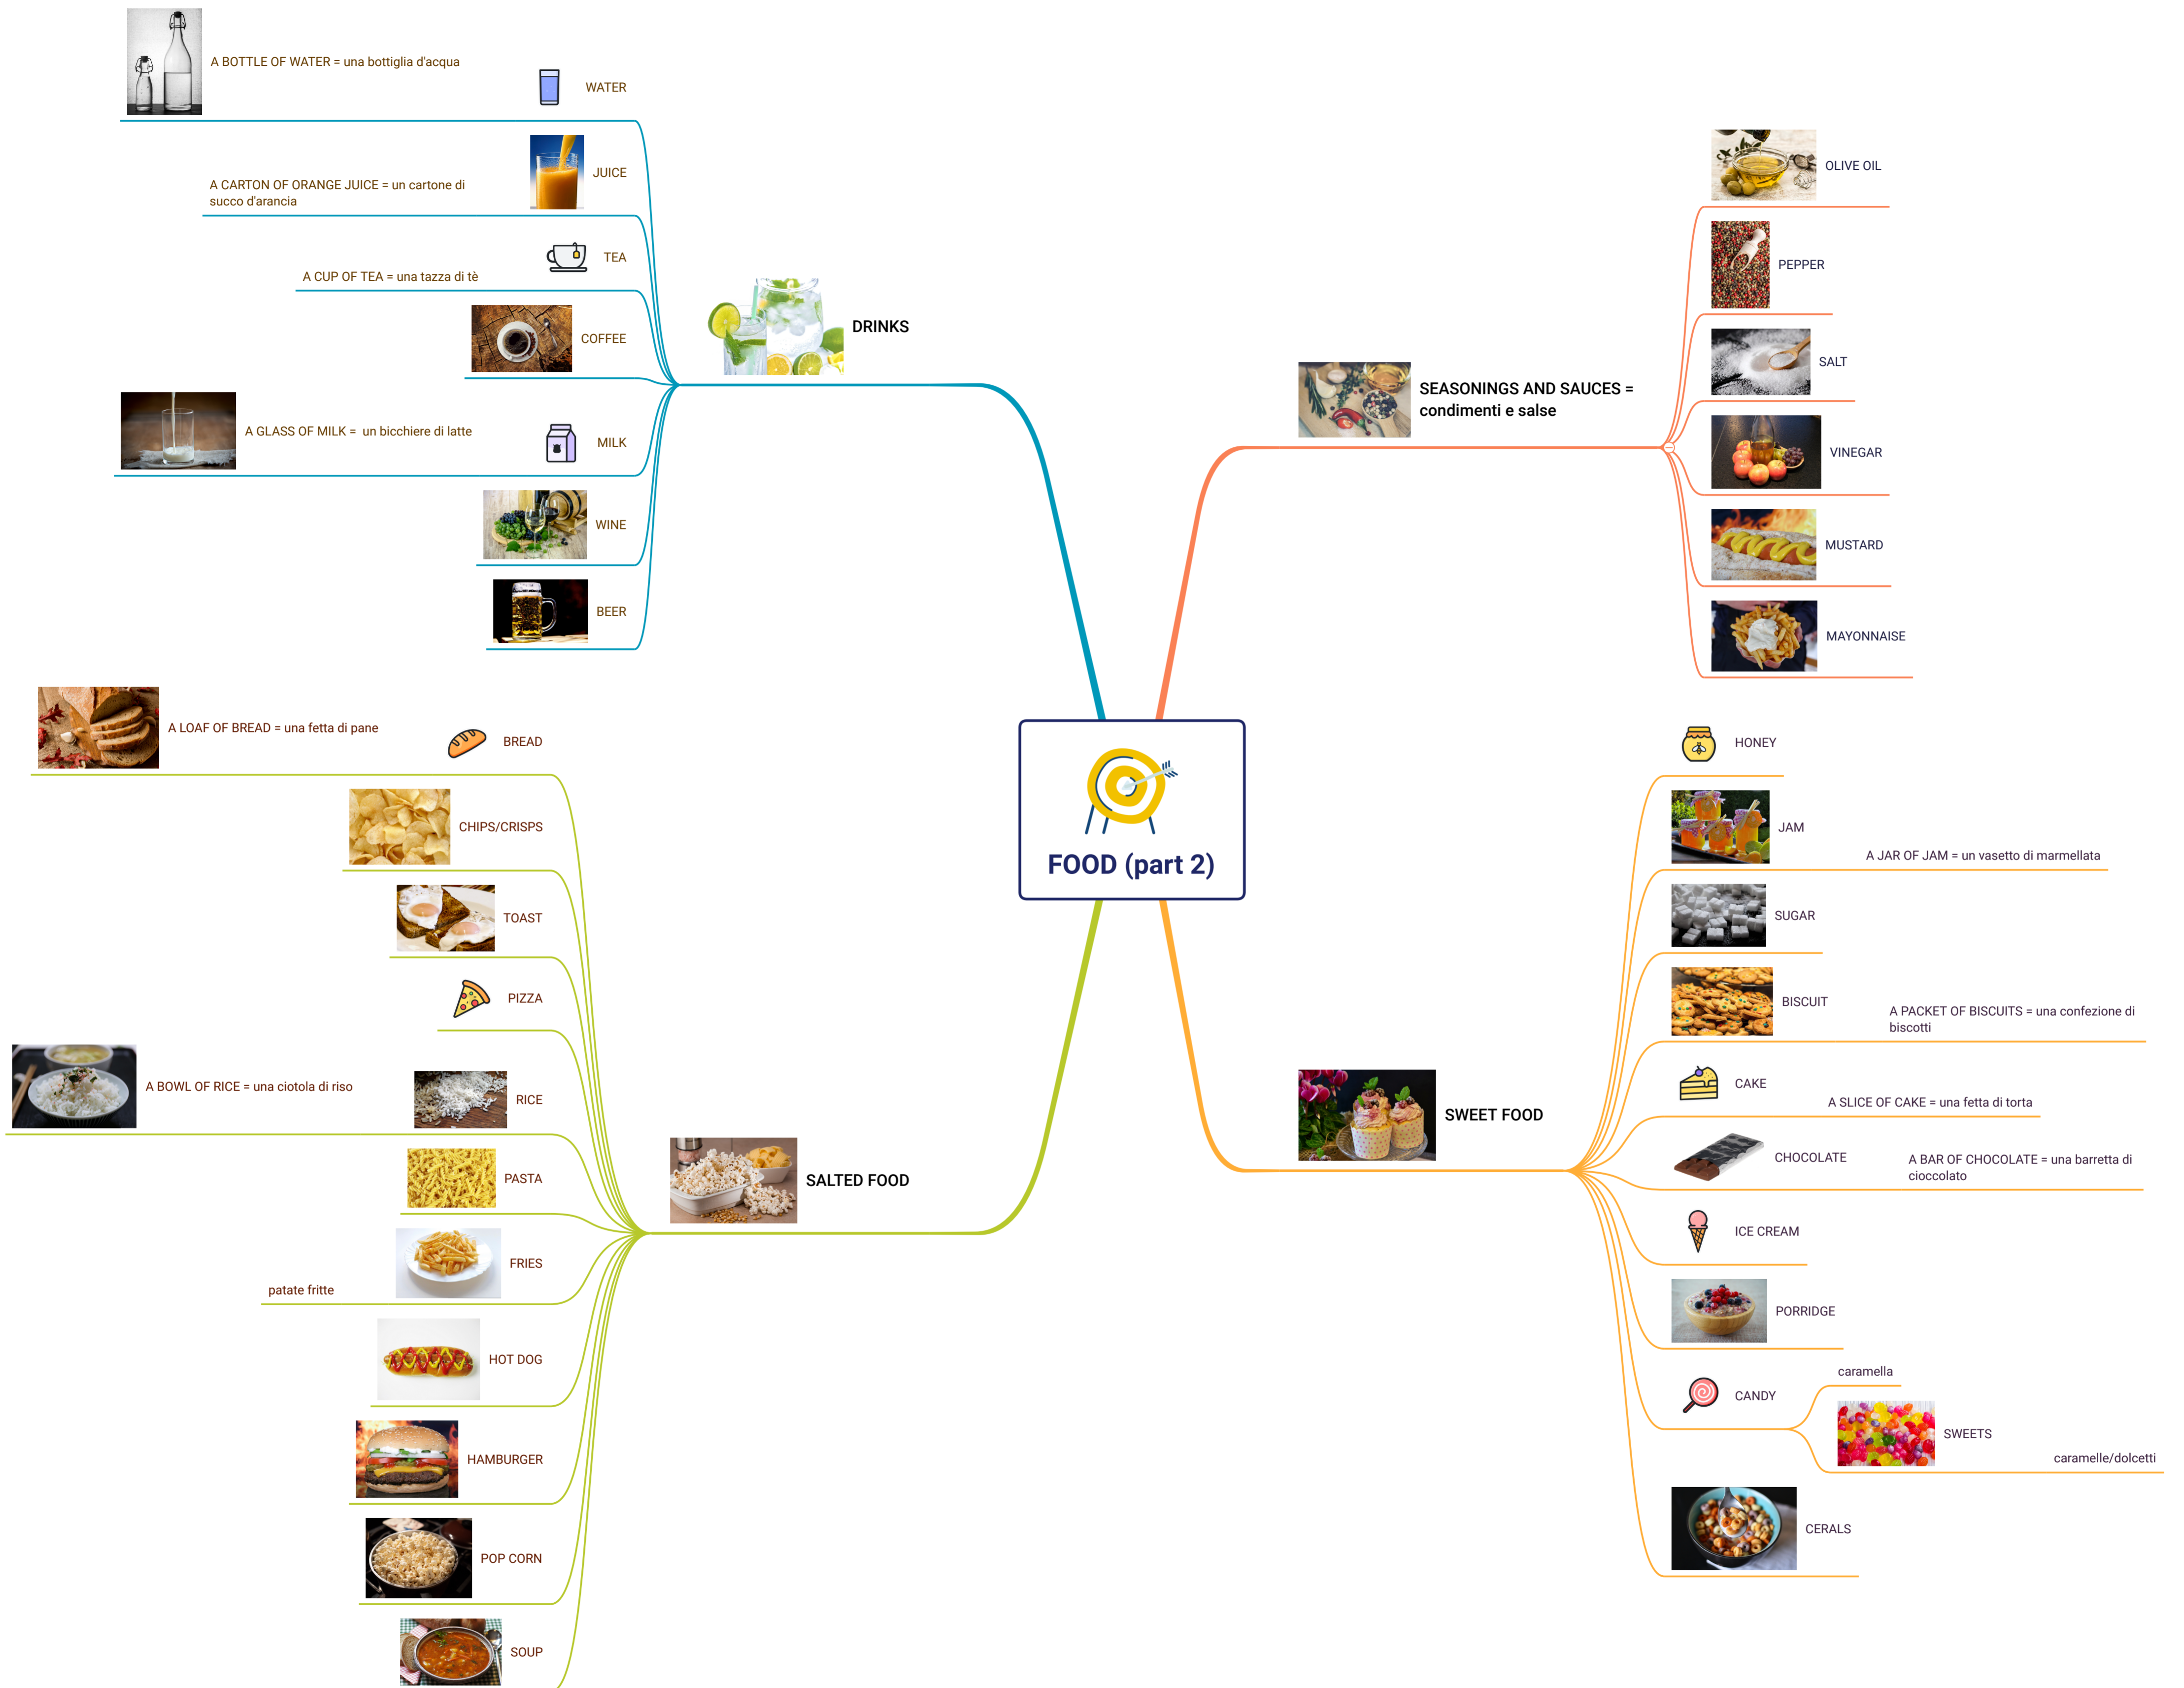 FOOD (part 2)
DRINKS
WATER
A BOTTLE OF WATER = una bottiglia d'acqua
JUICE
A CARTON OF ORANGE JUICE = un cartone di
succo d'arancia
TEA
A CUP OF TEA = una tazza di tè
COFFEE
MILK
A GLASS OF MILK = un bicchiere di latte
WINE
BEER
SEASONINGS AND SAUCES =
condimenti e salse
OLIVE OIL
PEPPER
SALT
VINEGAR
MUSTARD
MAYONNAISE
SALTED FOOD
BREAD
A LOAF OF BREAD = una fetta di pane
CHIPS/CRISPS
TOAST
PIZZA
RICE
A BOWL OF RICE = una ciotola di riso
PASTA
FRIES
patate fritte
HOT DOG
HAMBURGER
POP CORN
SOUP
SWEET FOOD
HONEY
JAM
A JAR OF JAM = un vasetto di marmellata
SUGAR
BISCUIT
A PACKET OF BISCUITS = una confezione di
biscotti
CAKE
A SLICE OF CAKE = una fetta di torta
CHOCOLATE
A BAR OF CHOCOLATE = una barretta di
cioccolato
ICE CREAM
PORRIDGE
CANDY
caramella
SWEETS
caramelle/dolcetti
CERALS